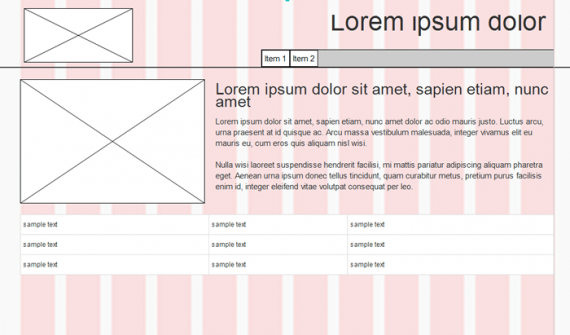 Lorem ipsum dolor
Item 1 Item 2
Lorem ipsum dolor sit amet, sapien etiam, nunc
amet
Lorem ipsum dolor sit amet, sapien etiam, nunc amet dolor ac odio mauris justo. Luctus arcu,
urna praesent at id quisque ac. Arcu massa vestibulum malesuada, integer vivamus elit eu
mauris eu, cum eros quis aliquam nisl wisi.
Nulla wisi laoreet suspendisse hendrerit facilisi, mi mattis pariatur adipiscing aliquam pharetra
eget. Aenean urna ipsum donec tellus tincidunt, quam curabitur metus, pretium purus facilisis
enim id, integer eleifend vitae volutpat consequat per leo.
sample text sample text sample text
sample text sample text sample text
sample text sample text sample text